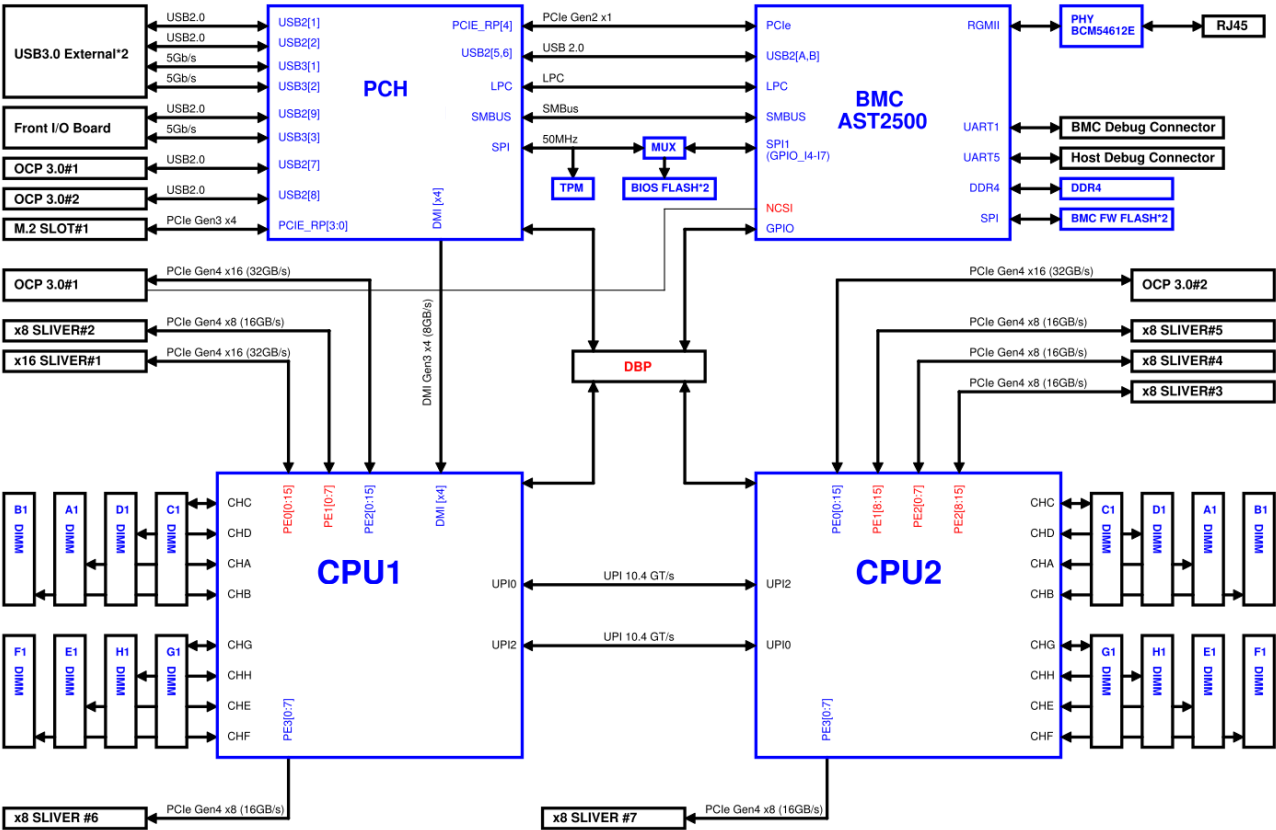 USB3.0 External*2
USB2.0
USB2.0
5Gb/s
5Gb/s
Front I/O Board
USB2.0
5Gb/s
OCP 3.0#1
USB2.0
OCP 3.0#2
USB2.0
M.2 SLOT#1
PCIe Gen3 x4
USB2[1]
USB2[2]
USB3[1]
USB3[2]
USB2[9]
USB3[3]
USB2[7]
USB2[8]
PCIE_RP[3:0]
PCH
DMI [x4]
PCIE_RP[4]
USB2[5,6]
LPC
SMBUS
SPI
PCIe Gen2 x1
USB 2.0
LPC
SMBus
50MHz
MUX
TPM
BIOS FLASH*2
PCIe
USB2[A,B]
LPC
SMBUS
SPI1
(GPIO_I4-I7)
NCSI
GPIO
BMC
AST2500
RGMII
UART1
UART5
DDR4
SPI
PHY
BCM54612E
RJ45
BMC Debug Connector
Host Debug Connector
DDR4
BMC FW FLASH*2
OCP 3.0#1
PCIe Gen4 x16 (32GB/s)
x8 SLIVER#2
PCIe Gen4 x8 (16GB/s)
x16 SLIVER#1
PCIe Gen4 x16 (32GB/s)
DMI Gen3 x4 (8GB/s)
DBP
PCIe Gen4 x16 (32GB/s)
OCP 3.0#2
PCIe Gen4 x8 (16GB/s)
x8 SLIVER#5
PCIe Gen4 x8 (16GB/s)
x8 SLIVER#4
PCIe Gen4 x8 (16GB/s)
x8 SLIVER#3
B1 DIMM
A1 DIMM
D1 DIMM
C1 DIMM
F1 DIMM
E1 DIMM
H1 DIMM
G1 DIMM
CHC
CHD
CHA
CHB
CHG
CHH
CHE
CHF
PE0[0:15]
PE1[0:7]
PE2[0:15]
DMI [x4]
CPU1
UPI0
UPI2
PE3[0:7]
UPI 10.4 GT/s
UPI 10.4 GT/s
PE0[0:15]
PE1[8:15]
PE2[0:7]
PE2[8:15]
CPU2
UPI2
UPI0
PE3[0:7]
CHC
CHD
CHA
CHB
CHG
CHH
CHE
CHF
C1 DIMM
D1 DIMM
A1 DIMM
B1 DIMM
G1 DIMM
H1 DIMM
E1 DIMM
F1 DIMM
x8 SLIVER #6
PCIe Gen4 x8 (16GB/s)
x8 SLIVER #7
PCIe Gen4 x8 (16GB/s)